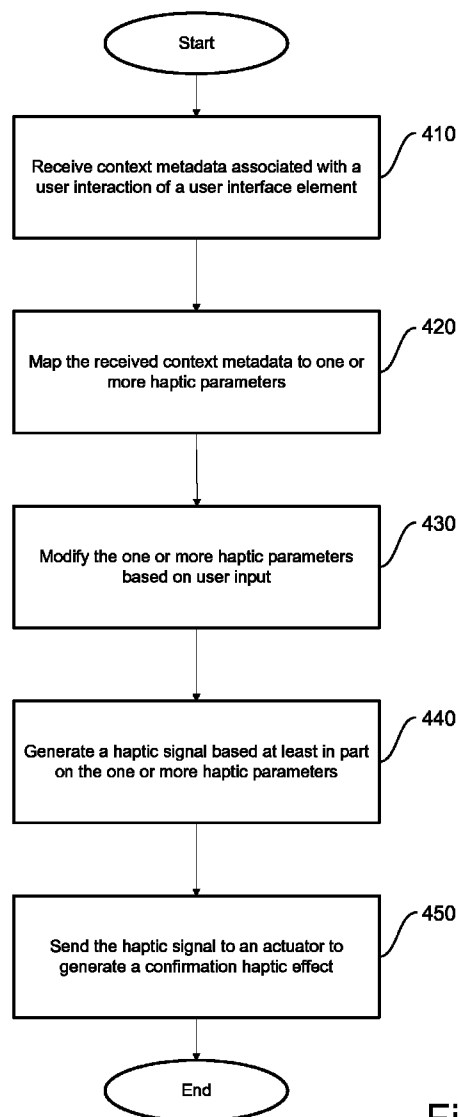 Start
410
Receive context metadata associated with a
user interaction of a user interface element
420
Map the received context metadata to one or
more haptic parameters
430
Modify the one or more haptic parameters
based on user input
440
Generate a haptic signal based at least in part
on the one or more haptic parameters
450
Send the haptic signal to an actuator to
generate a confirmation haptic effect
End